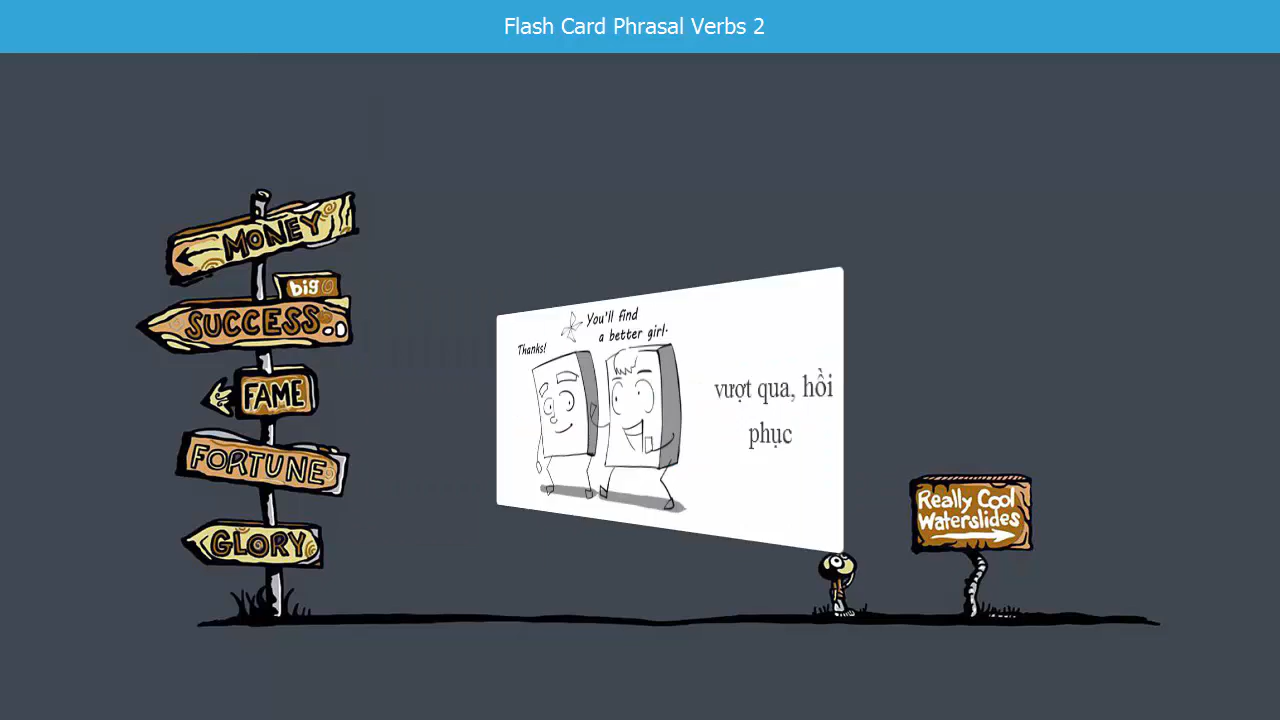 Flash Card Phrasal Verbs 2
MONEY
big
SUCCESS
FAME
FORTUNE
GLORY
You'll find
a better girl.
Thanks!
vượt qua, hồi
phục
Really Cool
Waterslides